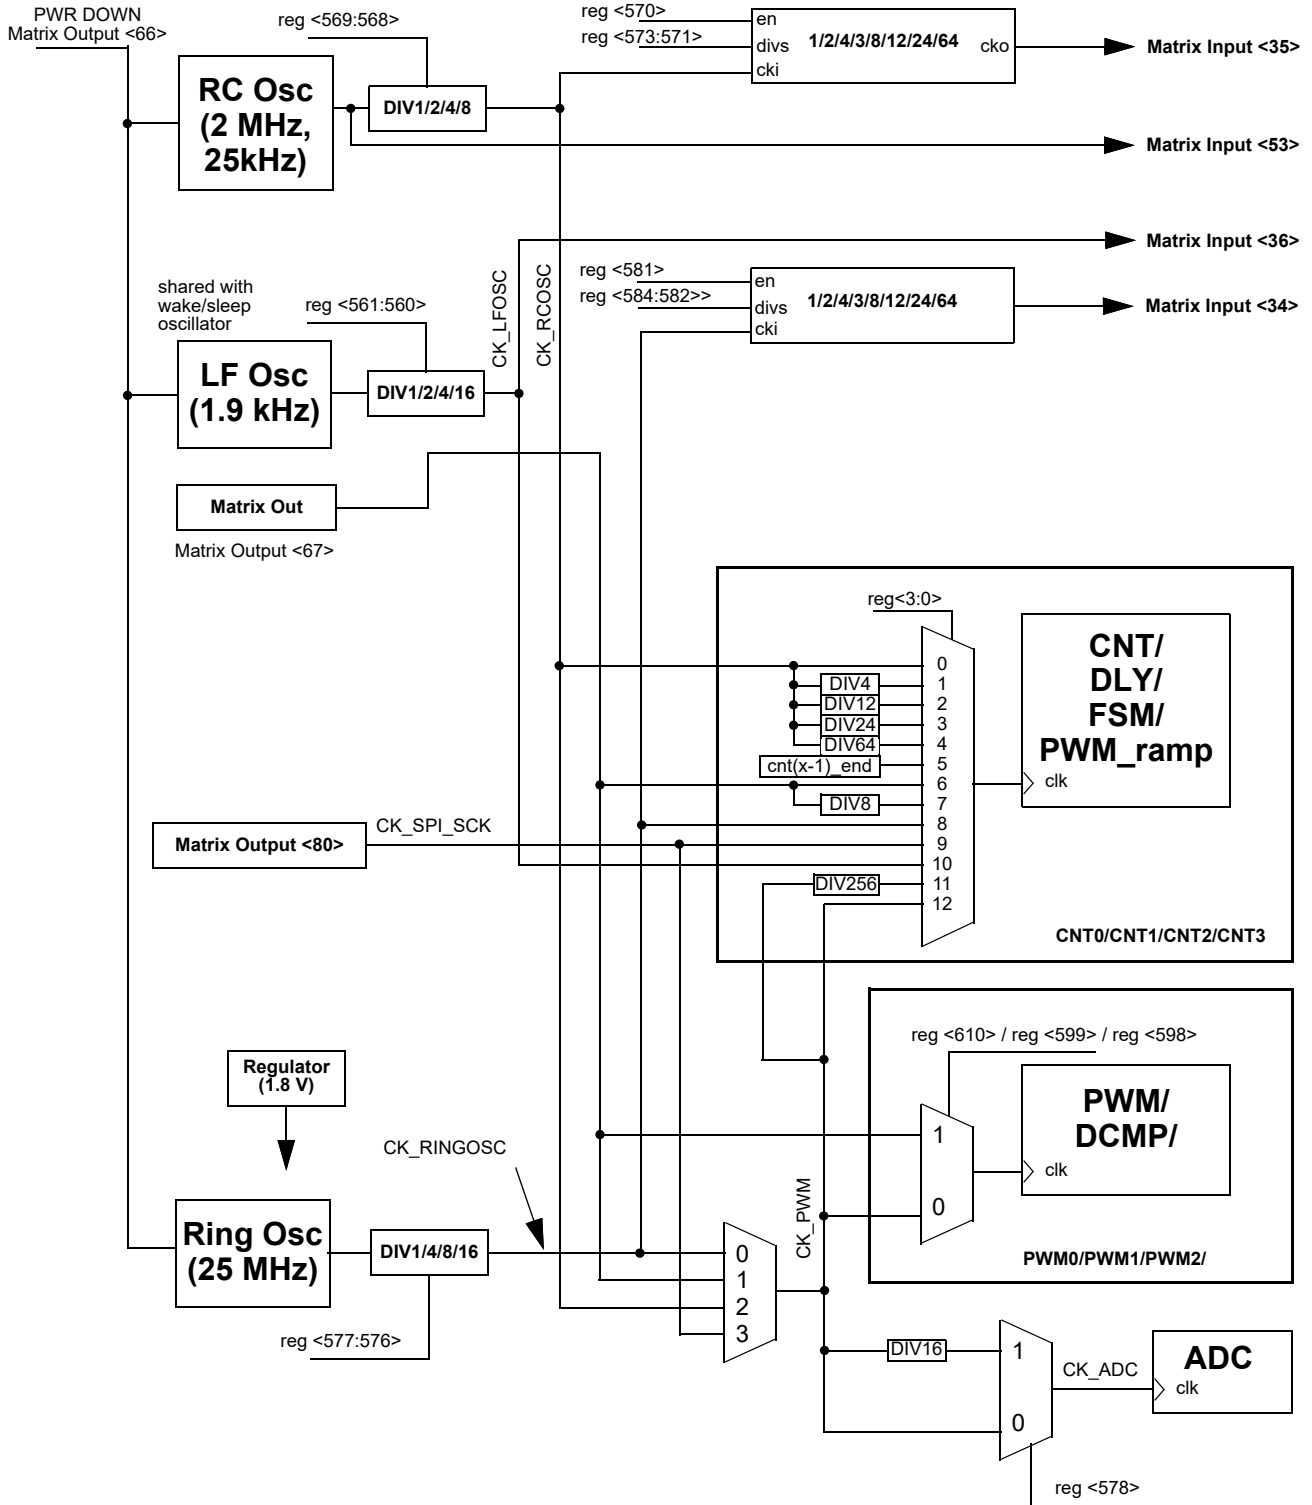 PWR DOWN
Matrix Output <66>
reg <569:568>
reg <570>
reg <573:571>
en
divs
cki
1/2/4/3/8/12/24/64
cko
Matrix Input <35>
RC Osc
(2 MHz,
25kHz)
DIV1/2/4/8
Matrix Input <53>
Matrix Input <36>
CK_LFOSC
CK_RCOSC
reg <581>
reg <584:582>>
en
divs
cki
1/2/4/3/8/12/24/64
Matrix Input <34>
shared with
wake/sleep
oscillator
reg <561:560>
LF Osc
(1.9 kHz)
DIV1/2/4/16
Matrix Out
Matrix Output <67>
reg<3:0>
0
DIV4
1
DIV12
2
DIV24
3
DIV64
4
cnt(x-1)_end
5
6
DIV8
7
8
9
10
DIV256
11
12
CNT/
DLY/
FSM/
PWM_ramp
clk
CNT0/CNT1/CNT2/CNT3
Matrix Output <80>
CK_SPI_SCK
reg <610> / reg <599> / reg <598>
1
0
PWM/
DCMP/
clk
PWM0/PWM1/PWM2/
Regulator
(1.8 V)
CK_RINGOSC
CK_PWM
Ring Osc
(25 MHz)
DIV1/4/8/16
reg <577:576>
0
1
2
3
DIV16
1
0
CK_ADC
ADC
clk
reg <578>